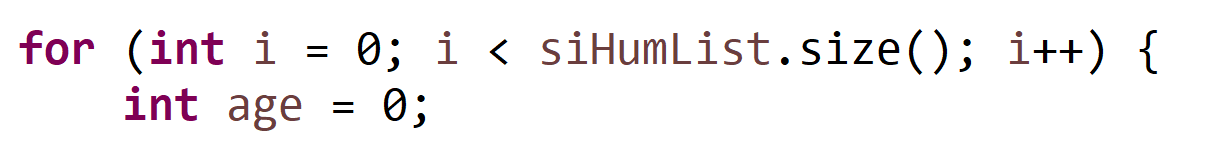 for (int i = 0; i < siHumList.size(); i++) {
    int age = 0;